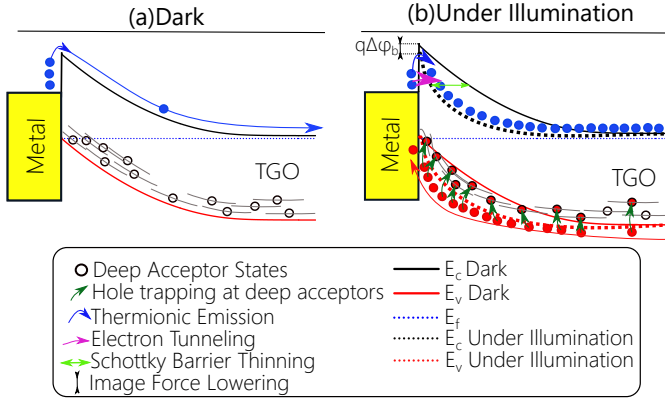 (a)Dark
(b)Under Illumination
qΔφb
Metal
TGO
Metal
TGO
Deep Acceptor States
Hole trapping at deep acceptors
Thermionic Emission
Electron Tunneling
Schottky Barrier Thinning
Image Force Lowering
Ec Dark
Ev Dark
Ef
Ec Under Illumination
Ev Under Illumination